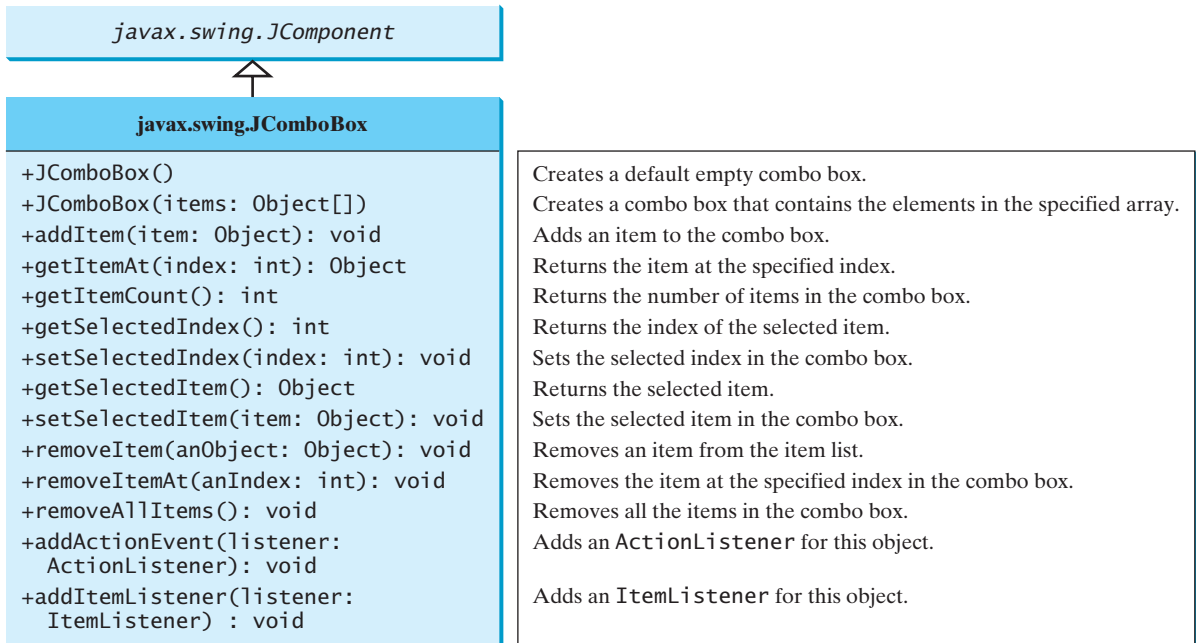 javax.swing.JComponent
javax.swing.JComboBox
+JComboBox()
Creates a default empty combo box.
+JComboBox(items: Object[])
Creates a combo box that contains the elements in the specified array.
+addItem(item: Object): void
Adds an item to the combo box.
+getItemAt(index: int): Object
Returns the item at the specified index.
+getItemCount(): int
Returns the number of items in the combo box.
+getSelectedIndex(): int
Returns the index of the selected item.
+setSelectedIndex(index: int): void
Sets the selected index in the combo box.
+getSelectedItem(): Object
Returns the selected item.
+setSelectedItem(item: Object): void
Sets the selected item in the combo box.
+removeItem(anObject: Object): void
Removes an item from the item list.
+removeItemAt(anIndex: int): void
Removes the item at the specified index in the combo box.
+removeAllItems(): void
Removes all the items in the combo box.
+addActionEvent(listener:
ActionListener): void
Adds an ActionListener for this object.
+addItemListener(listener:
ItemListener) : void
Adds an ItemListener for this object.